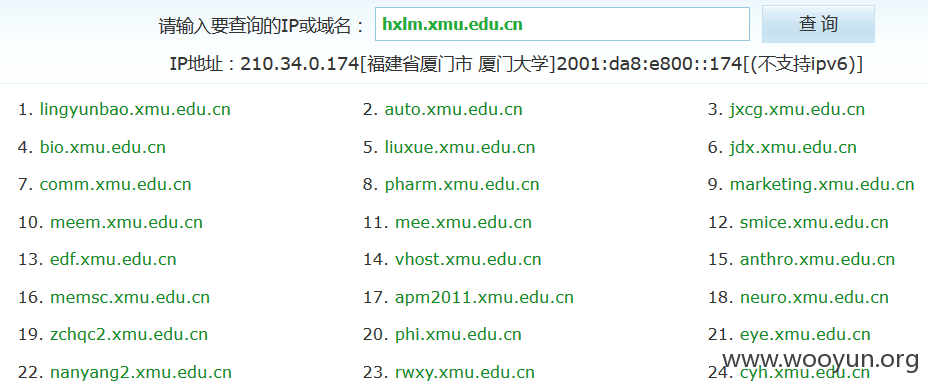 请输入要查询的IP或域名： hxlm.xmu.edu.cn 查 询
IP地址：210.34.0.174[福建省厦门市 厦门大学]2001:da8:e800::174[(不支持ipv6)]
1. lingyunbao.xmu.edu.cn 2. auto.xmu.edu.cn 3. jxcg.xmu.edu.cn
4. bio.xmu.edu.cn 5. liuxue.xmu.edu.cn 6. jdx.xmu.edu.cn
7. comm.xmu.edu.cn 8. pharm.xmu.edu.cn 9. marketing.xmu.edu.cn
10. meem.xmu.edu.cn 11. mee.xmu.edu.cn 12. smice.xmu.edu.cn
13. edf.xmu.edu.cn 14. vhost.xmu.edu.cn 15. anthro.xmu.edu.cn
16. memsc.xmu.edu.cn 17. apm2011.xmu.edu.cn 18. neuro.xmu.edu.cn
19. zchqc2.xmu.edu.cn 20. phi.xmu.edu.cn 21. eye.xmu.edu.cn
22. nanyang2.xmu.edu.cn 23. rwxy.xmu.edu.cn 24. cyh.xmu.edu.cn
www.wooyun.org